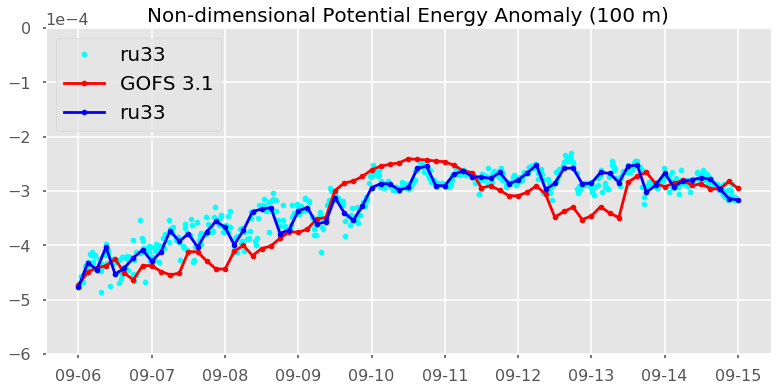 Non-dimensional Potential Energy Anomaly (100 m)
1e−4
0
−1
−2
−3
−4
−5
−6
ru33
GOFS 3.1
ru33
09-06 09-07 09-08 09-09 09-10 09-11 09-12 09-13 09-14 09-15